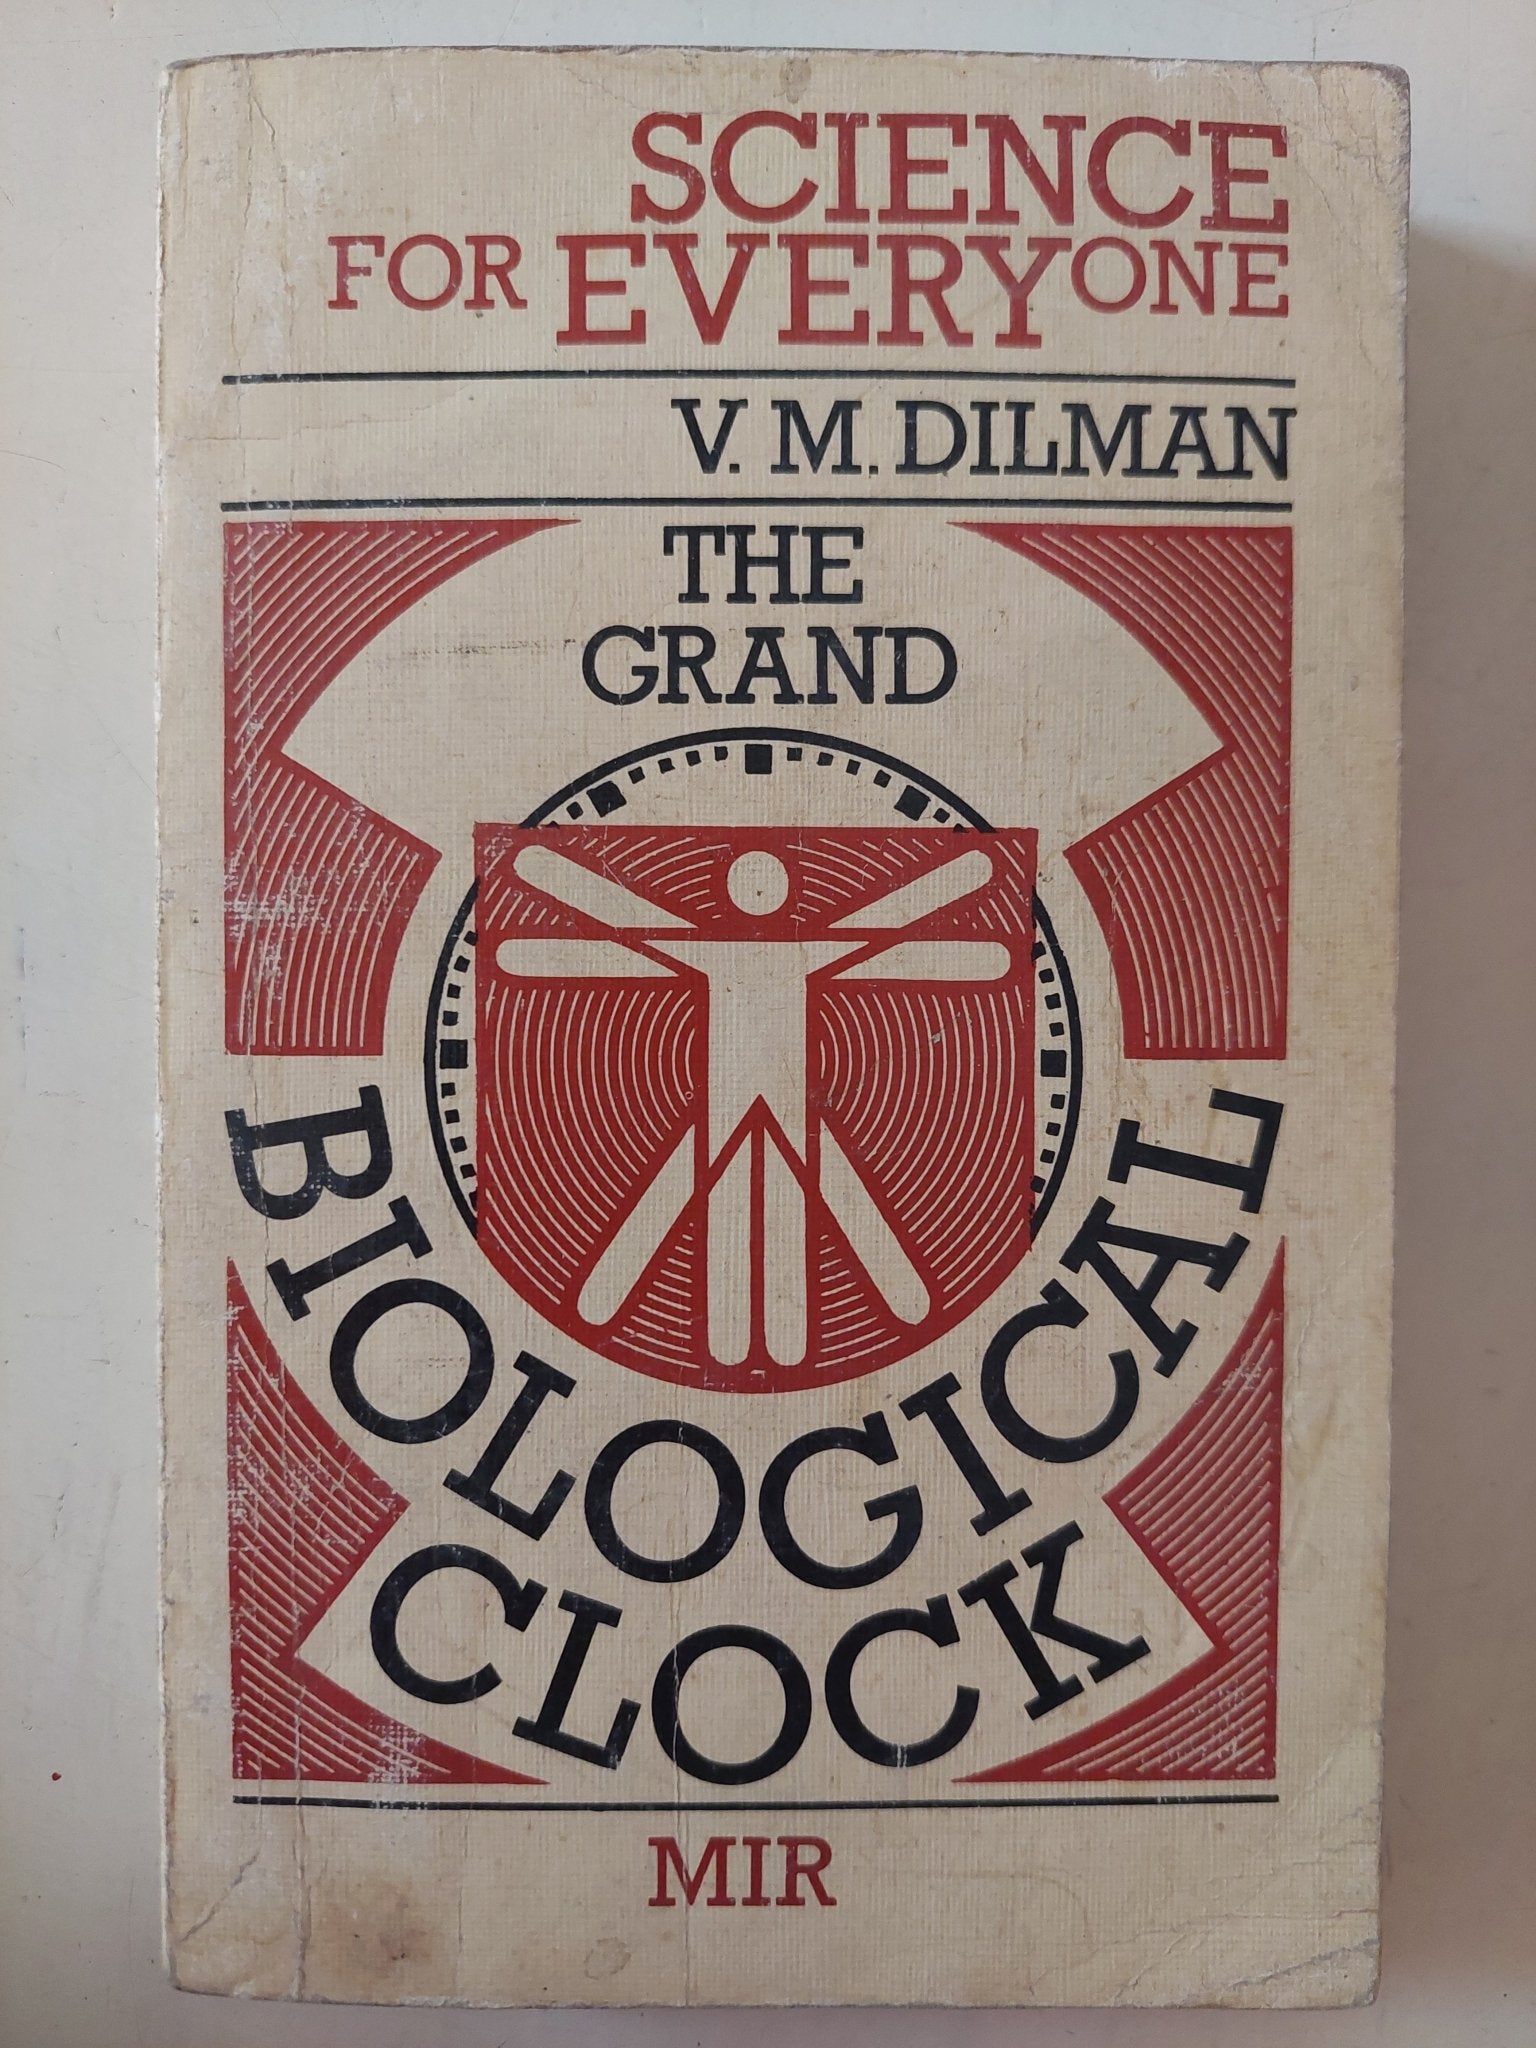 SCIENCE
FOR EVERYONE
V. M. DILMAN
THE
GRAND
BIOLOGICAL
CLOCK
MIR